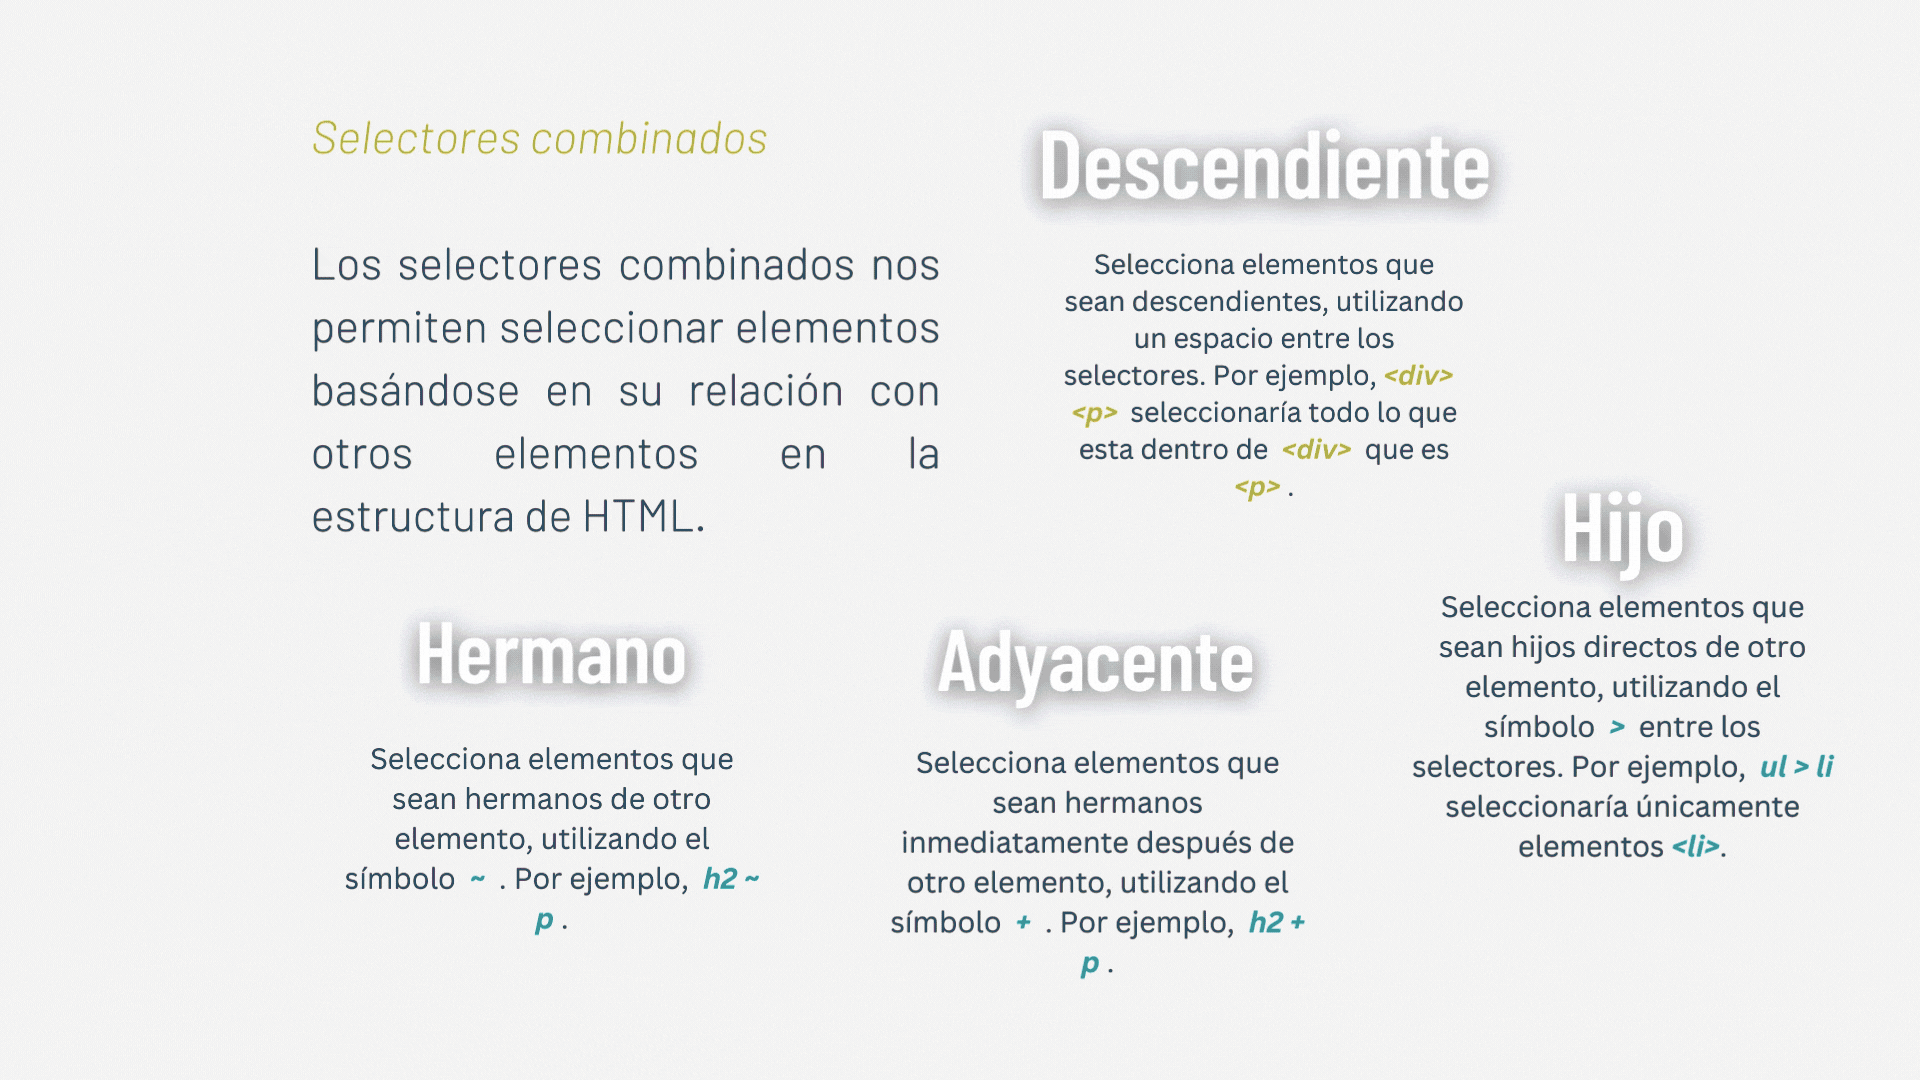 Selectores combinados
Los selectores combinados nos
permiten seleccionar elementos
basándose en su relación con
otros elementos en la
estructura de HTML.
Descendiente
Selecciona elementos que
sean descendientes, utilizando
un espacio entre los
selectores. Por ejemplo, <div>
<p> seleccionaría todo lo que
esta dentro de <div> que es
<p> .
Hijo
Selecciona elementos que
sean hijos directos de otro
elemento, utilizando el
símbolo > entre los
selectores. Por ejemplo, ul > li
seleccionaría únicamente
elementos <li>.
Hermano
Selecciona elementos que
sean hermanos de otro
elemento, utilizando el
símbolo ~ . Por ejemplo, h2 ~
p .
Adyacente
Selecciona elementos que
sean hermanos
inmediatamente después de
otro elemento, utilizando el
símbolo + . Por ejemplo, h2 +
p .